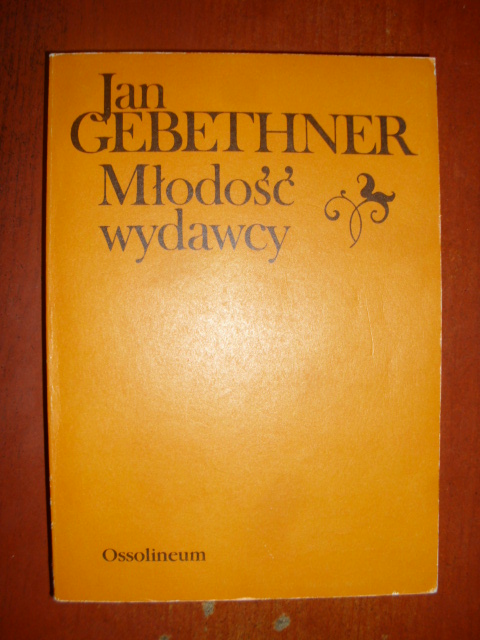 Jan
GEBETHNER
Młodość
wydawcy
Ossolineum